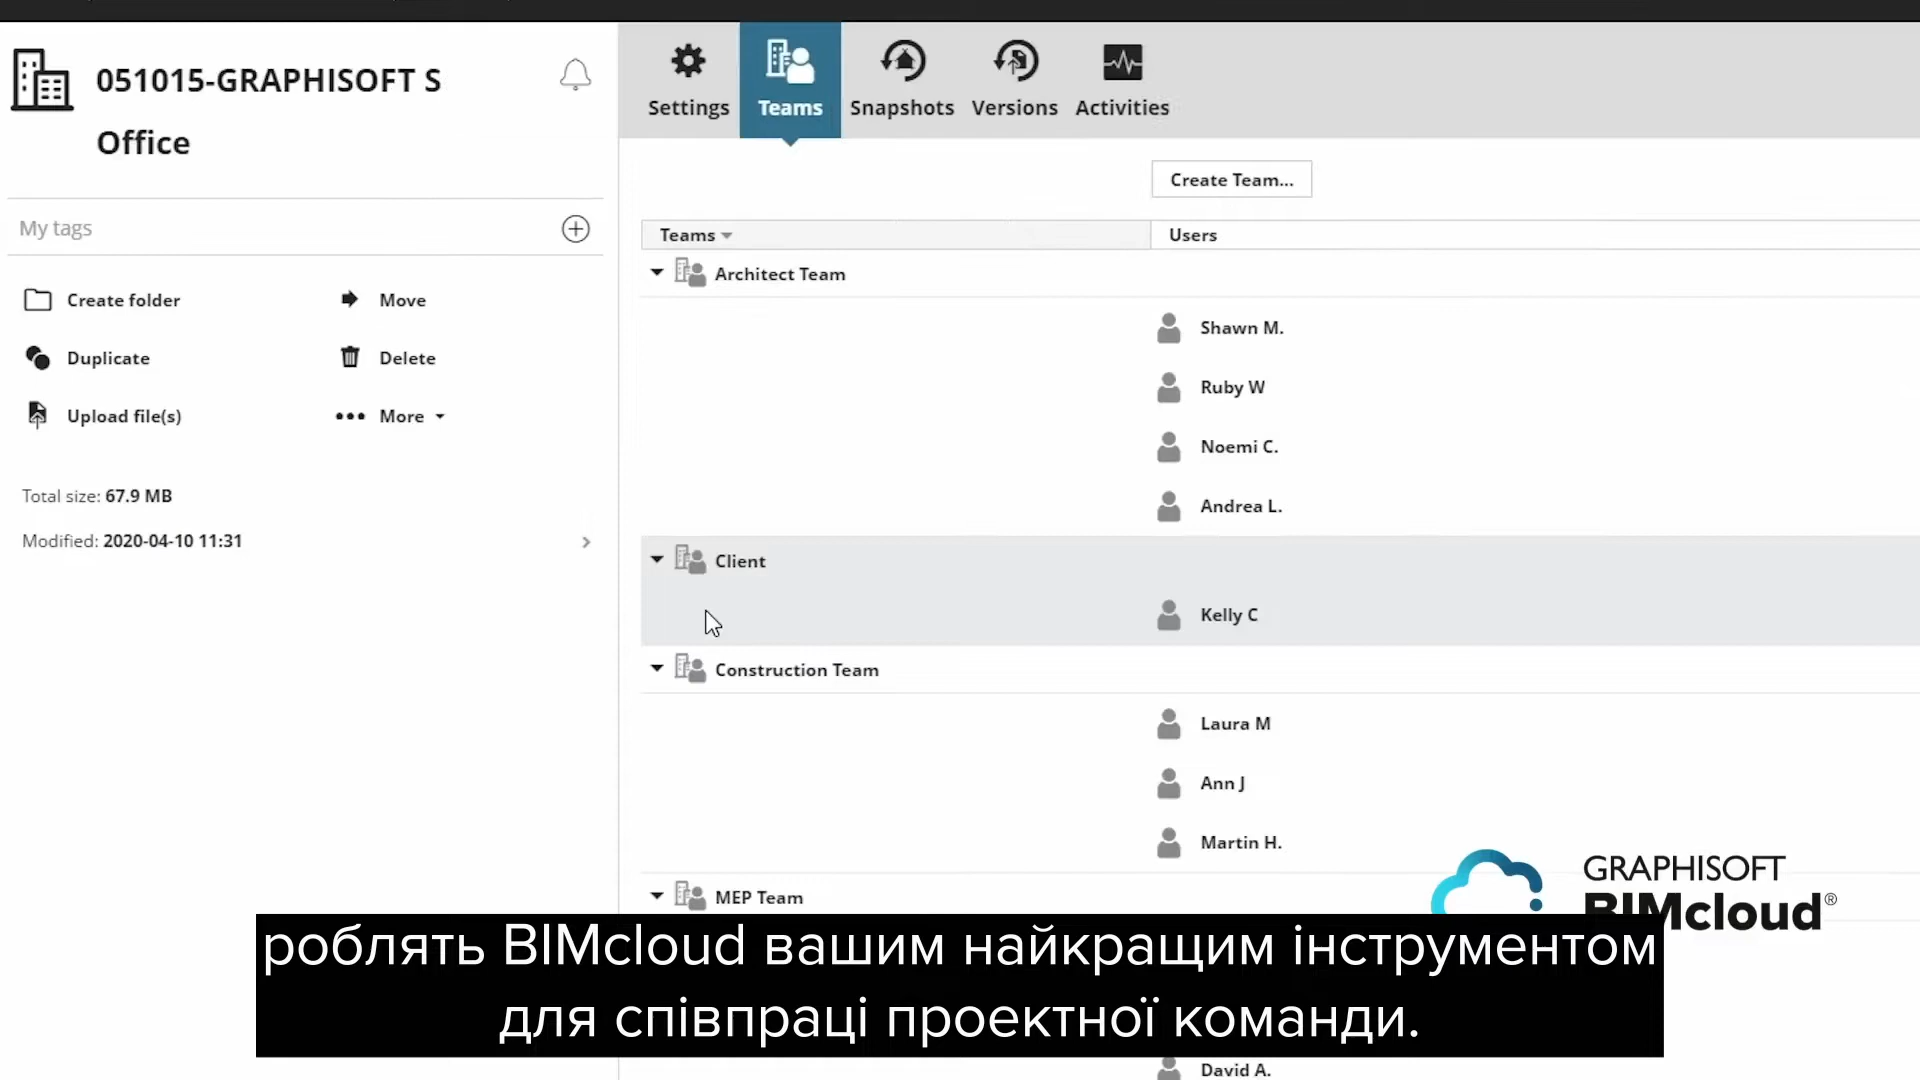 051015-GRAPHISOFT S
Office
My tags
Create folder
Move
Duplicate
Delete
Upload file(s)
More
Total size: 67.9 MB
Modified: 2020-04-10 11:31
Settings
Teams
Snapshots
Versions
Activities
Create Team...
Teams
Users
Architect Team
Shawn M.
Ruby W
Noemi C.
Andrea L.
Client
Kelly C
Construction Team
Laura M
Ann J
Martin H.
MEP Team
GRAPHISOFT
BIMcloud®
роблять BIMcloud вашим найкращим інструментом
для співпраці проектної команди.
David A.